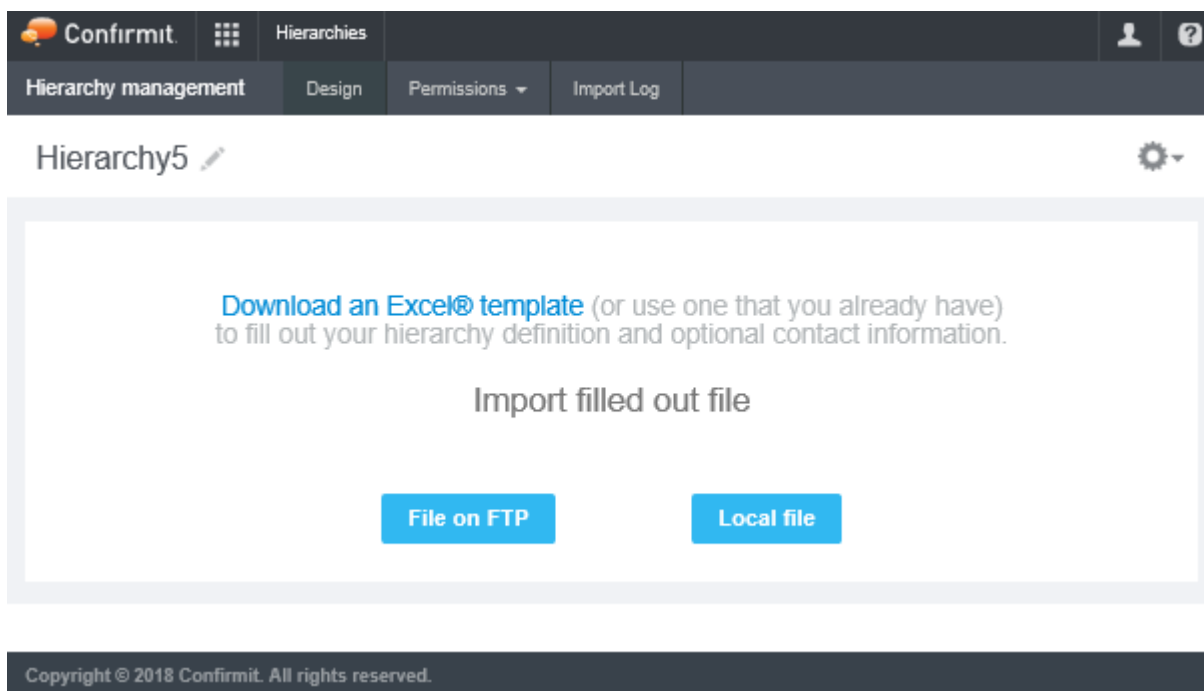 Confirmit. Hierarchies
Hierarchy management Design Permissions Import Log
Hierarchy5
Download an Excel® template (or use one that you already have)
to fill out your hierarchy definition and optional contact information.
Import filled out file
File on FTP Local file
Copyright © 2018 Confirmit. All rights reserved.